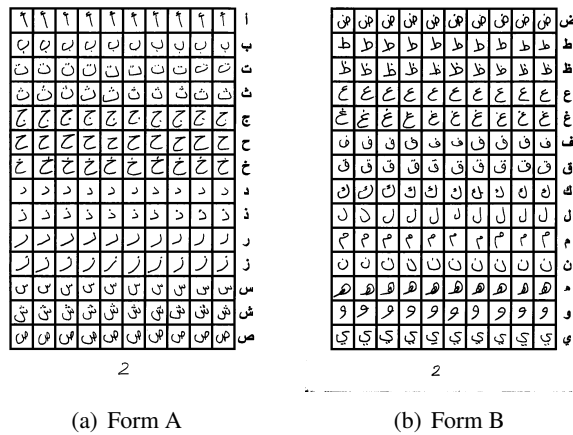 أ أ أ أ أ أ أ أ أ أ أ
ب ب ب ب ب ب ب ب ب ب ب
ت ت ت ت ت ت ت ت ت ت ت
ث ث ث ث ث ث ث ث ث ث ث
ج ج ج ج ج ج ج ج ج ج ج
ح ح ح ح ح ح ح ح ح ح ح
خ خ خ خ خ خ خ خ خ خ خ
د د د د د د د د د د د
ذ ذ ذ ذ ذ ذ ذ ذ ذ ذ ذ
ر ر ر ر ر ر ر ر ر ر ر
ز ز ز ز ز ز ز ز ز ز ز
س س س س س س س س س س س
ش ش ش ش ش ش ش ش ش ش ش
ص ص ص ص ص ص ص ص ص ص ص
2
(a) Form A
ض ض ض ض ض ض ض ض ض ض ض
ط ط ط ط ط ط ط ط ط ط ط
ظ ظ ظ ظ ظ ظ ظ ظ ظ ظ ظ
ع ع ع ع ع ع ع ع ع ع ع
غ غ غ غ غ غ غ غ غ غ غ
ف ف ف ف ف ف ف ف ف ف ف
ق ق ق ق ق ق ق ق ق ق ق
ك ك ك ك ك ك ك ك ك ك ك
ل ل ل ل ل ل ل ل ل ل ل
م م م م م م م م م م م
ن ن ن ن ن ن ن ن ن ن ن
ه ه ه ه ه ه ه ه ه ه ه
و و و و و و و و و و و
ي ي ي ي ي ي ي ي ي ي ي
2
(b) Form B